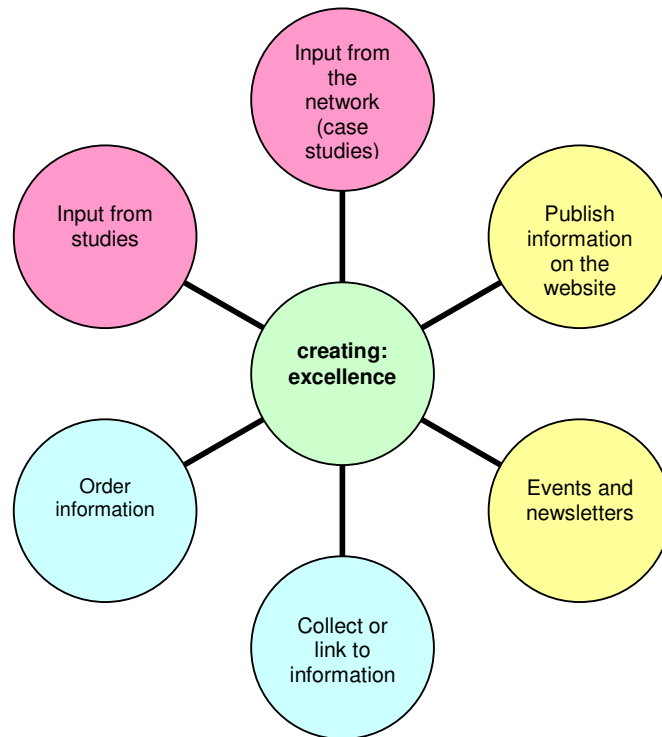 Input from
the
network
(case
studies)
Input from
studies
Publish
information
on the
website
creating:
excellence
Order
information
Events and
newsletters
Collect or
link to
information